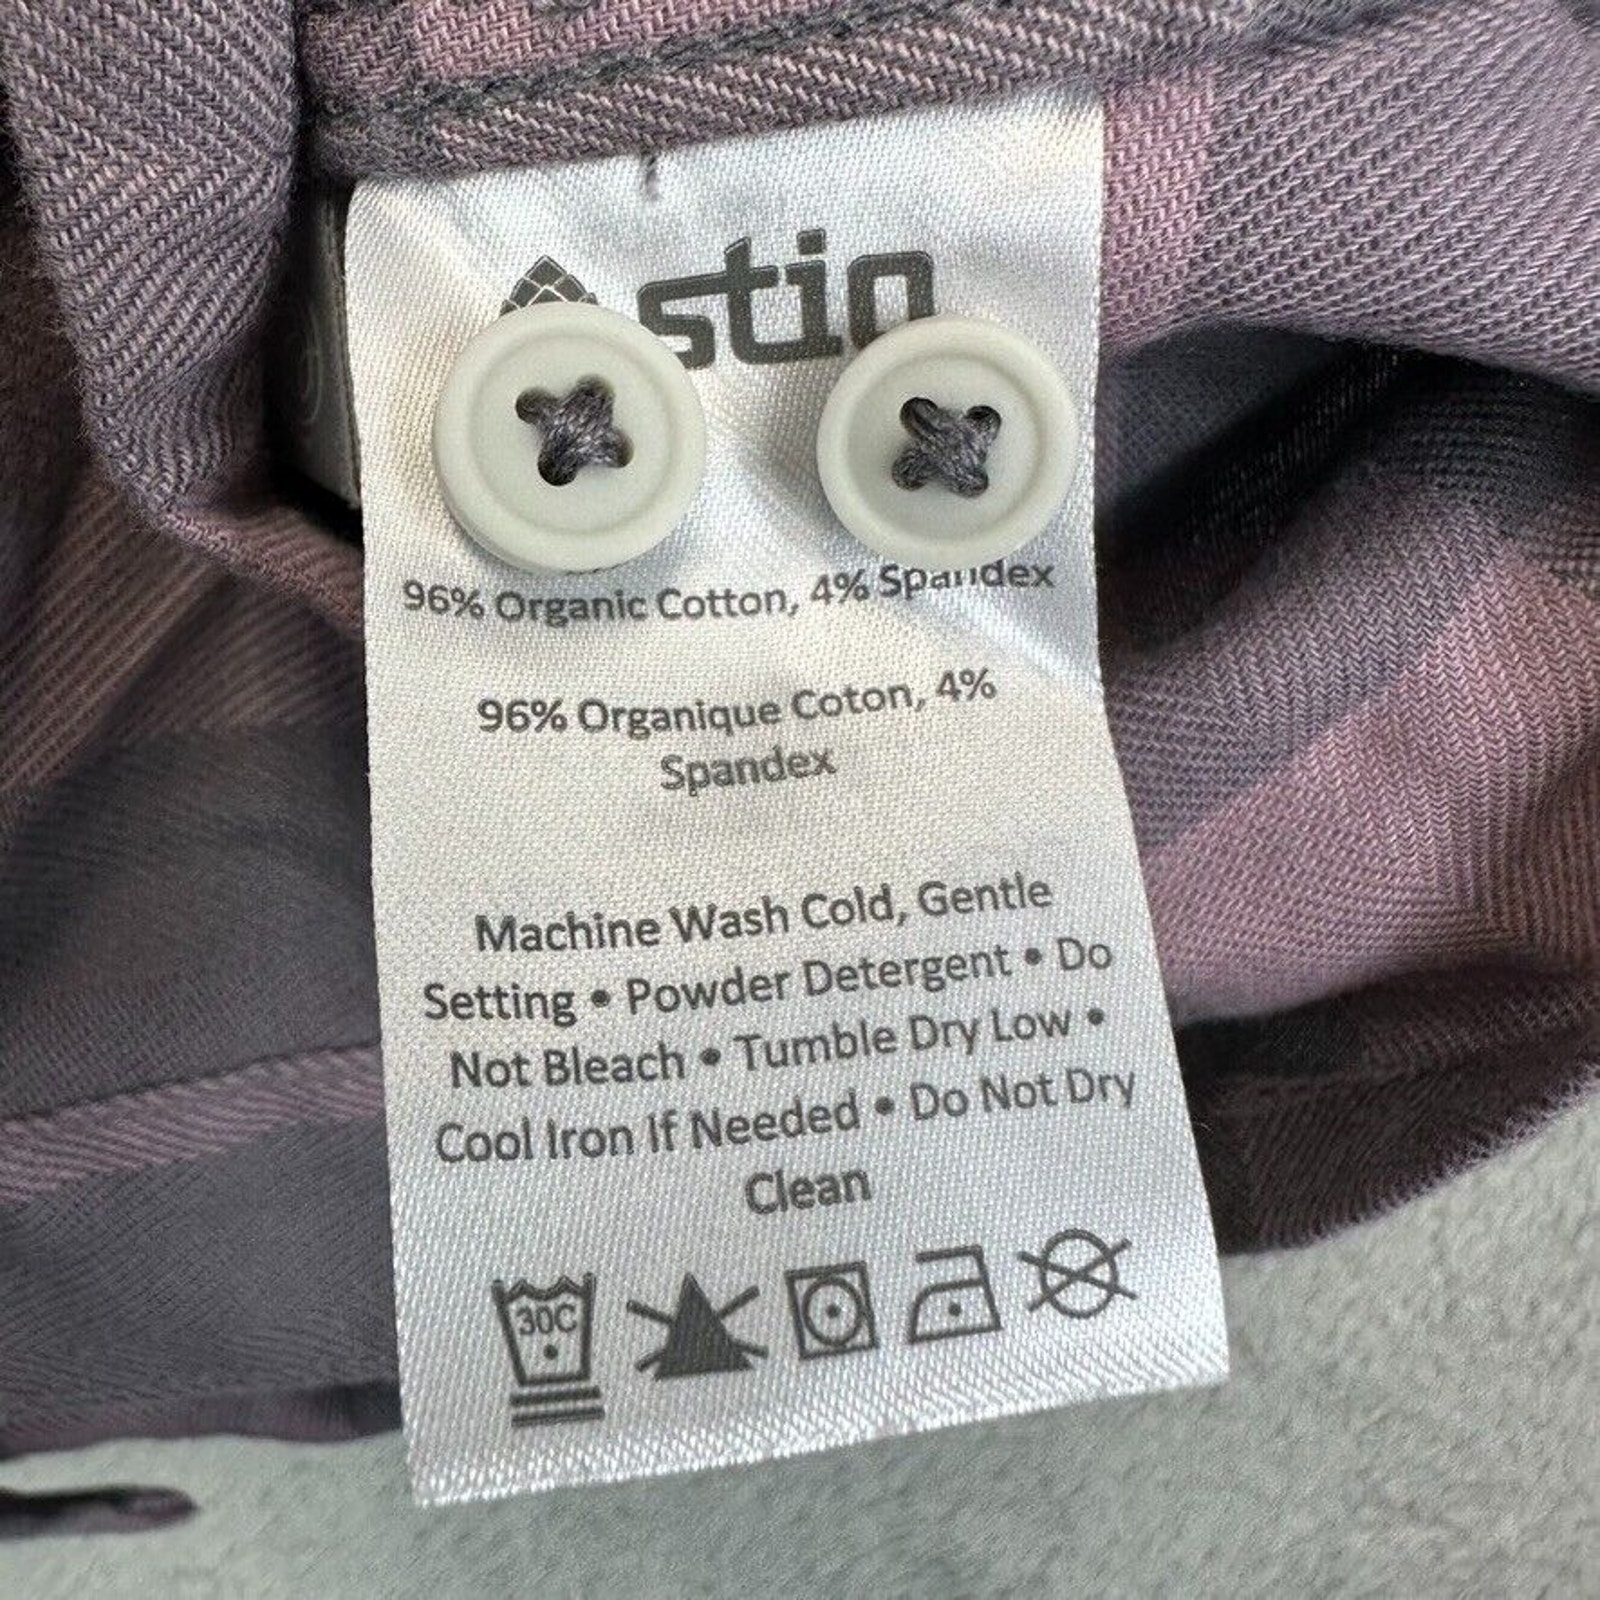 stio
96% Organic Cotton, 4% Spandex
96% Organique Coton, 4%
Spandex
Machine Wash Cold, Gentle
Setting • Powder Detergent • Do
Not Bleach • Tumble Dry Low •
Cool Iron If Needed • Do Not Dry
Clean
30C